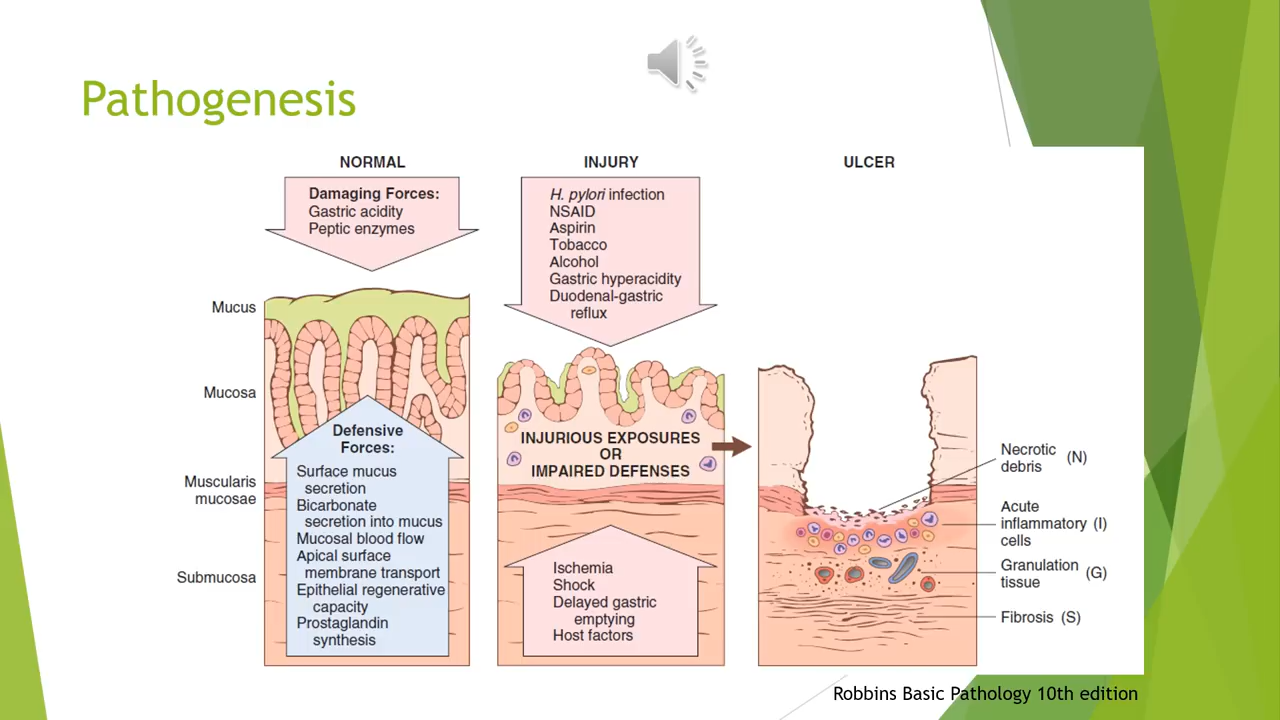 Pathogenesis
NORMAL
Damaging Forces:
Gastric acidity
Peptic enzymes
Mucus
Mucosa
Muscularis
mucosae
Submucosa
Defensive
Forces:
Surface mucus
secretion
Bicarbonate
secretion into mucus
Mucosal blood flow
Apical surface
membrane transport
Epithelial regenerative
capacity
Prostaglandin
synthesis
INJURY
H. pylori infection
NSAID
Aspirin
Tobacco
Alcohol
Gastric hyperacidity
Duodenal-gastric
reflux
INJURIOUS EXPOSURES
OR
IMPAIRED DEFENSES
Ischemia
Shock
Delayed gastric
emptying
Host factors
ULCER
Necrotic
debris (N)
Acute
inflammatory (I)
cells
Granulation
tissue (G)
Fibrosis (S)
Robbins Basic Pathology 10th edition